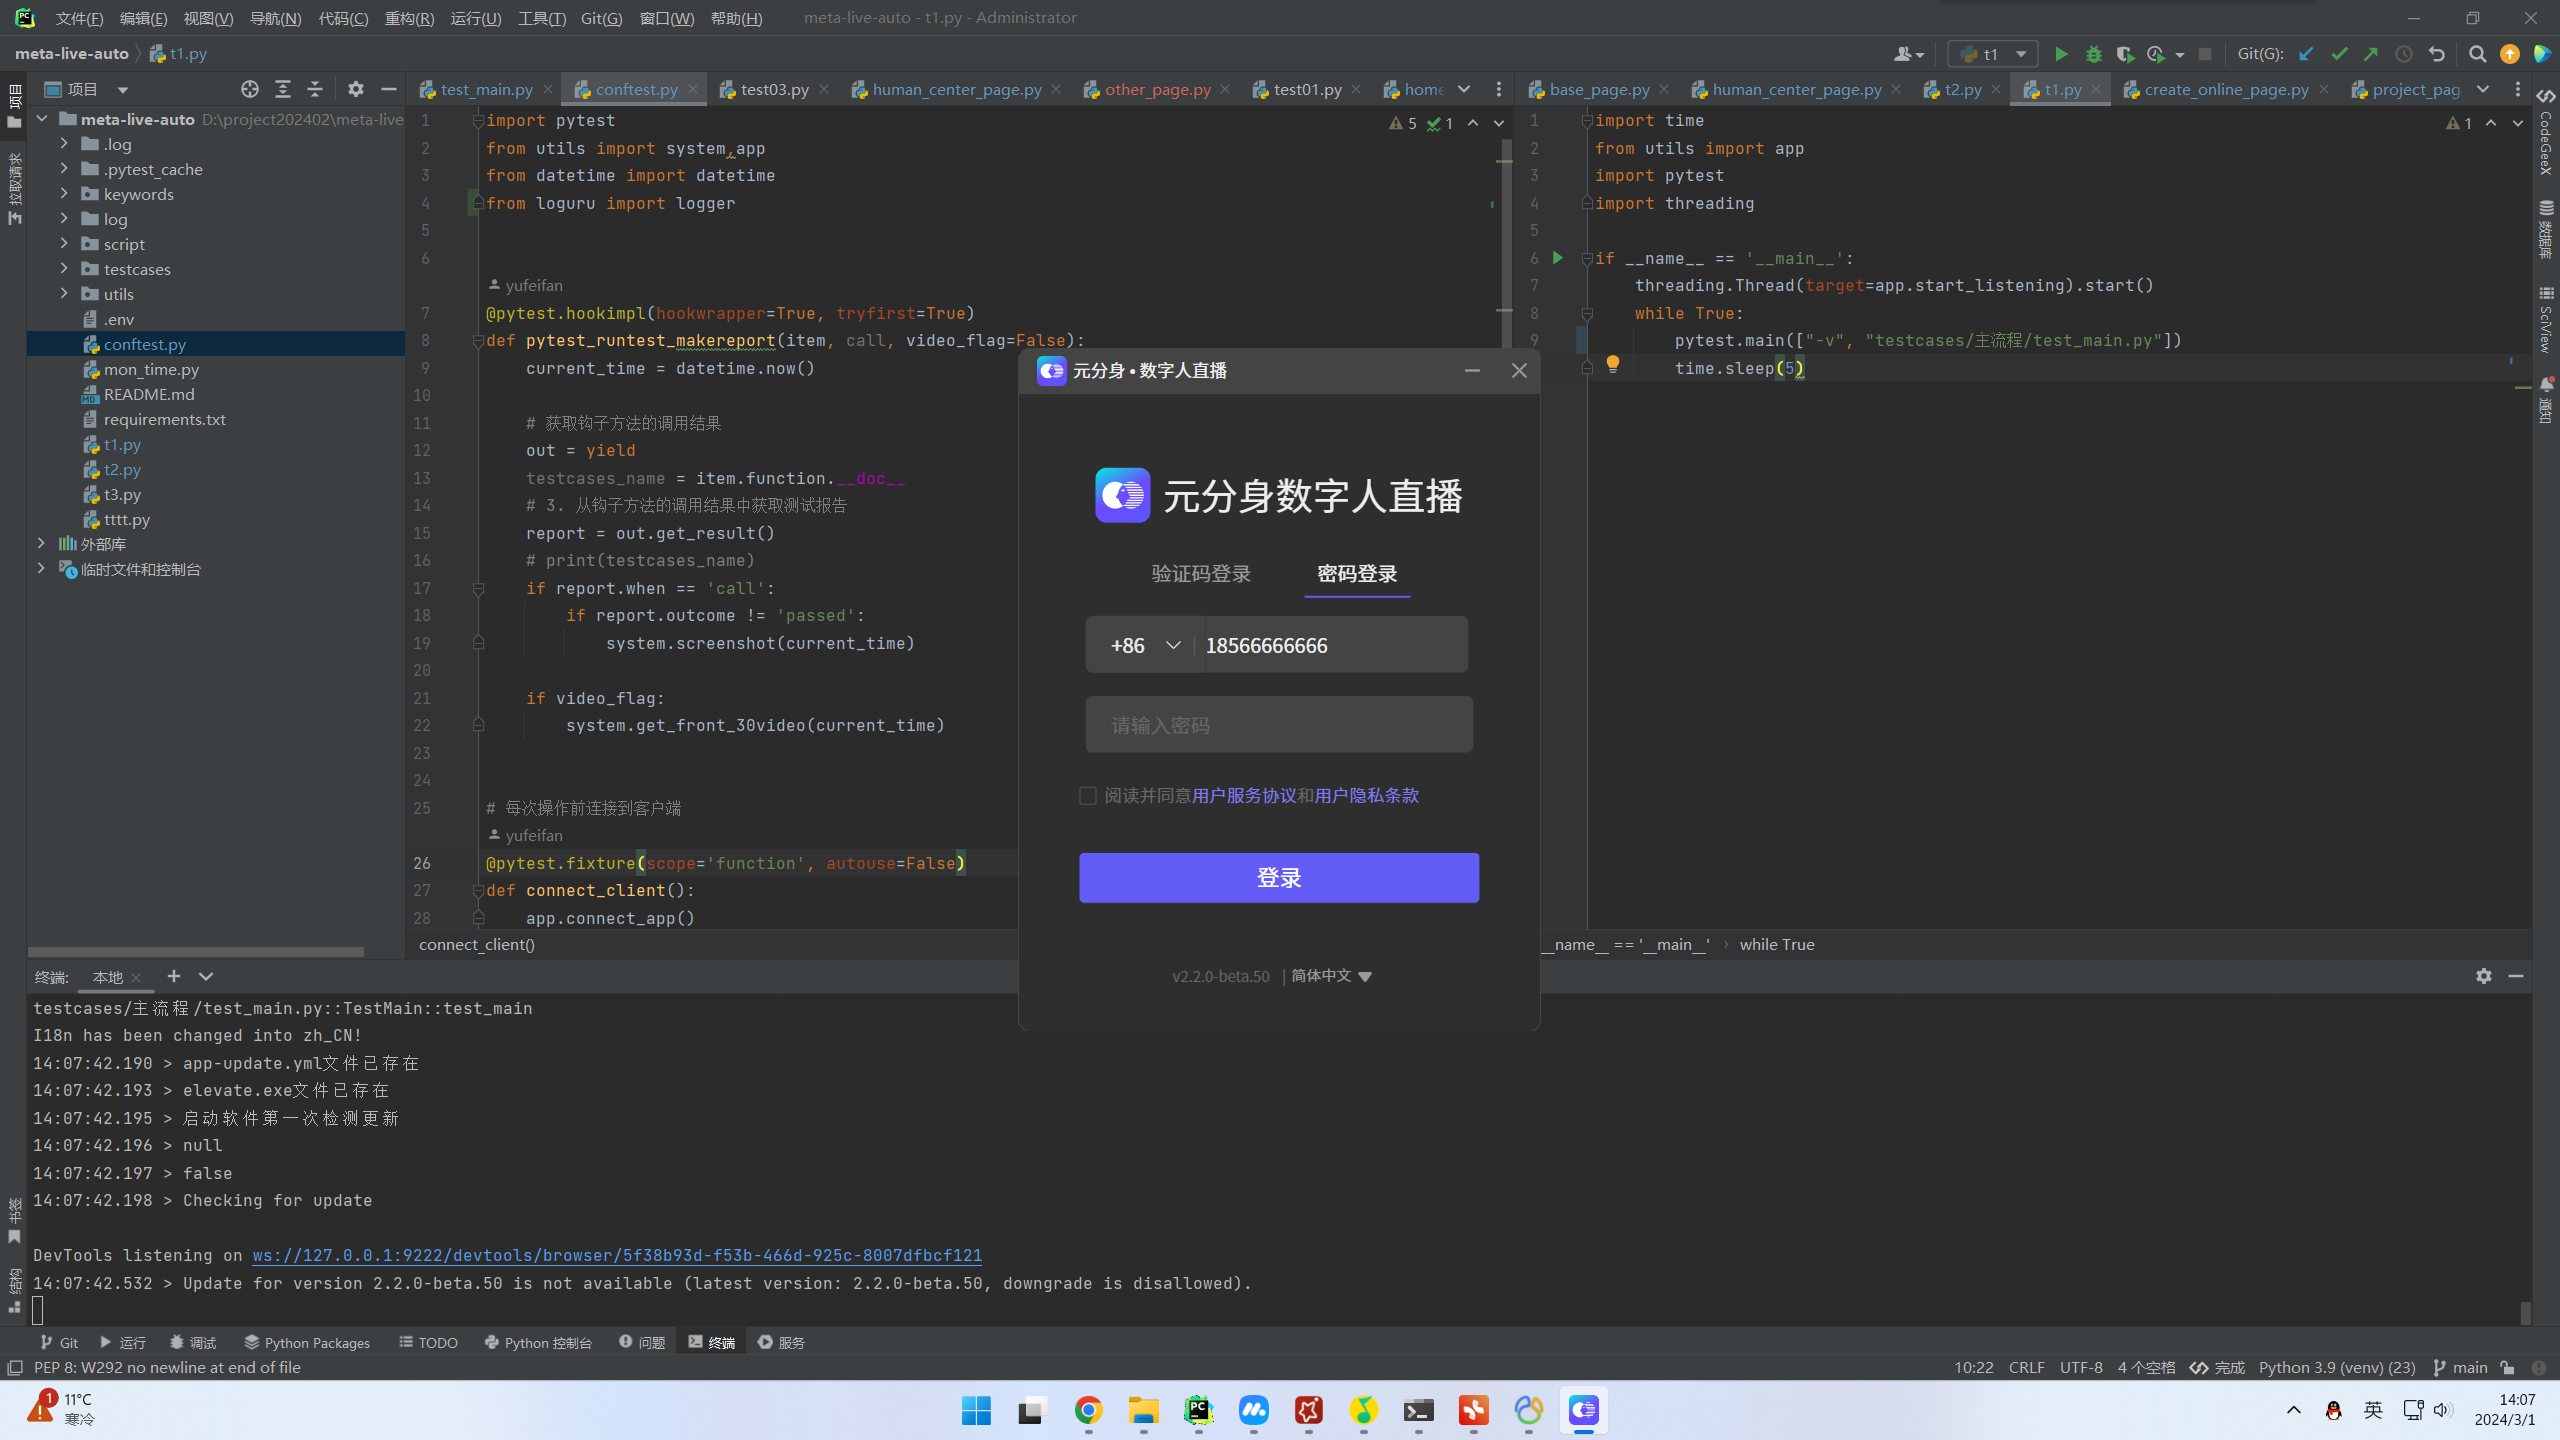 文件(F) 编辑(E) 视图(V) 导航(N) 代码(C) 重构(R) 运行(U) 工具(T) Git(G) 窗口(W) 帮助(H) meta-live-auto - t1.py - Administrator
meta-live-auto t1.py
t1 Git(G):
项目
test_main.py conftest.py test03.py human_center_page.py other_page.py test01.py home
base_page.py human_center_page.py t2.py t1.py create_online_page.py project_pag
项目
拉取请求
书签
结构
meta-live-auto D:\project202402\meta-live
.log
.pytest_cache
keywords
log
script
testcases
utils
.env
conftest.py
mon_time.py
README.md
requirements.txt
t1.py
t2.py
t3.py
tttt.py
外部库
临时文件和控制台
5 1
1 import pytest
2 from utils import system,app
3 from datetime import datetime
4 from loguru import logger
5
6
yufeifan
7 @pytest.hookimpl(hookwrapper=True, tryfirst=True)
8 def pytest_runtest_makereport(item, call, video_flag=False):
9 current_time = datetime.now()
10
11 # 获取钩子方法的调用结果
12 out = yield
13 testcases_name = item.function.__doc__
14 # 3. 从钩子方法的调用结果中获取测试报告
15 report = out.get_result()
16 # print(testcases_name)
17 if report.when == 'call':
18 if report.outcome != 'passed':
19 system.screenshot(current_time)
20
21 if video_flag:
22 system.get_front_30video(current_time)
23
24
25 # 每次操作前连接到客户端
yufeifan
26 @pytest.fixture(scope='function', autouse=False)
27 def connect_client():
28 app.connect_app()
connect_client()
1
1 import time
2 from utils import app
3 import pytest
4 import threading
5
6 if __name__ == '__main__':
7 threading.Thread(target=app.start_listening).start()
8 while True:
9 pytest.main(["-v", "testcases/主流程/test_main.py"])
time.sleep(5)
__name__ == '__main__' › while True
CodeGeeX
数据库
SciView
通知
元分身•数字人直播
元分身数字人直播
验证码登录 密码登录
+86 18566666666
请输入密码
阅读并同意用户服务协议和用户隐私条款
登录
v2.2.0-beta.50 | 简体中文
终端: 本地
testcases/主流程/test_main.py::TestMain::test_main
I18n has been changed into zh_CN!
14:07:42.190 > app-update.yml文件已存在
14:07:42.193 > elevate.exe文件已存在
14:07:42.195 > 启动软件第一次检测更新
14:07:42.196 > null
14:07:42.197 > false
14:07:42.198 > Checking for update
DevTools listening on ws://127.0.0.1:9222/devtools/browser/5f38b93d-f53b-466d-925c-8007dfbcf121
14:07:42.532 > Update for version 2.2.0-beta.50 is not available (latest version: 2.2.0-beta.50, downgrade is disallowed).
Git 运行 调试 Python Packages TODO Python 控制台 问题 终端 服务
PEP 8: W292 no newline at end of file
10:22 CRLF UTF-8 4 个空格 完成 Python 3.9 (venv) (23) main
1
11°C
寒冷
英
14:07
2024/3/1